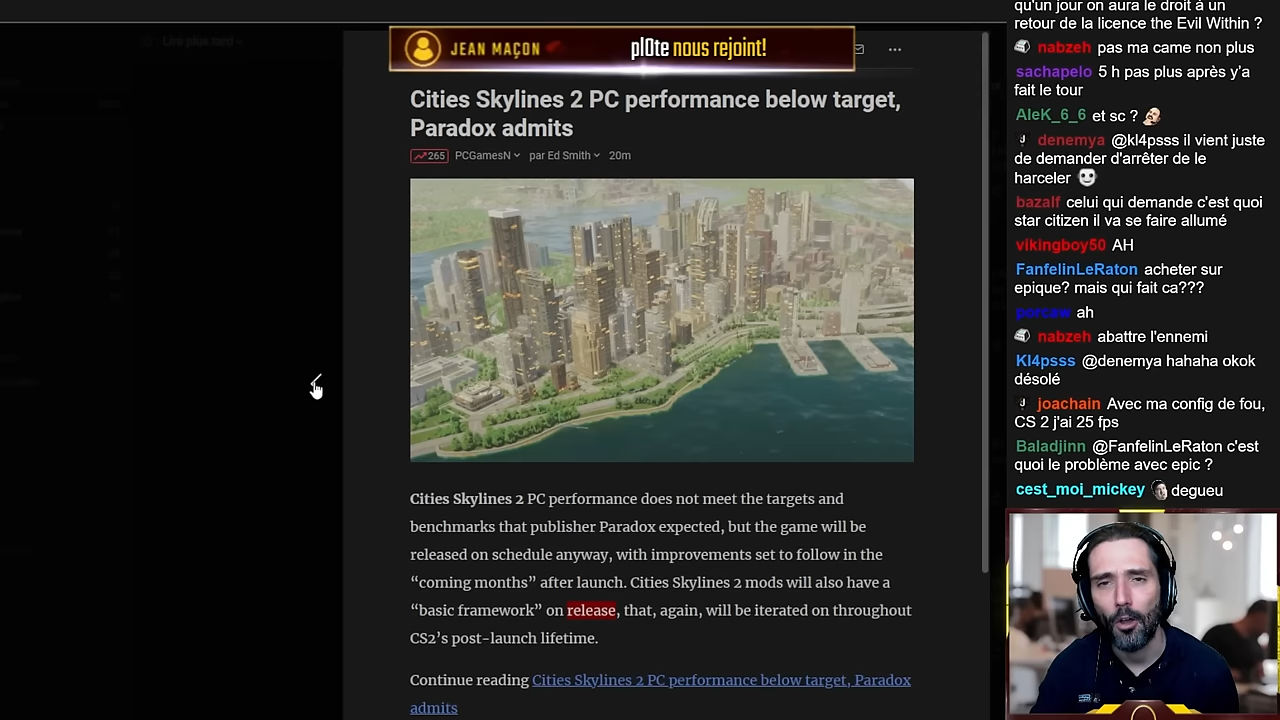 Lire plus tard
JEAN MAÇON
pl0te nous rejoint!
Cities Skylines 2 PC performance below target,
Paradox admits
265 PCGamesN par Ed Smith 20m
Cities Skylines 2 PC performance does not meet the targets and
benchmarks that publisher Paradox expected, but the game will be
released on schedule anyway, with improvements set to follow in the
“coming months” after launch. Cities Skylines 2 mods will also have a
“basic framework” on release, that, again, will be iterated on throughout
CS2’s post-launch lifetime.
Continue reading Cities Skylines 2 PC performance below target, Paradox
admits
qu'un jour on aura le droit à un
retour de la licence the Evil Within ?
nabzeh pas ma came non plus
sachapelo 5 h pas plus après y'a
fait le tour
AleK_6_6 et sc ?
denemya @kl4psss il vient juste
de demander d'arrêter de le
harceler
bazalf celui qui demande c'est quoi
star citizen il va se faire allumé
vikingboy50 AH
FanfelinLeRaton acheter sur
epique? mais qui fait ca???
porcaw ah
nabzeh abattre l'ennemi
Kl4psss @denemya hahaha okok
désolé
joachain Avec ma config de fou,
CS 2 j'ai 25 fps
Baladjinn @FanfelinLeRaton c'est
quoi le problème avec epic ?
cest_moi_mickey degueu